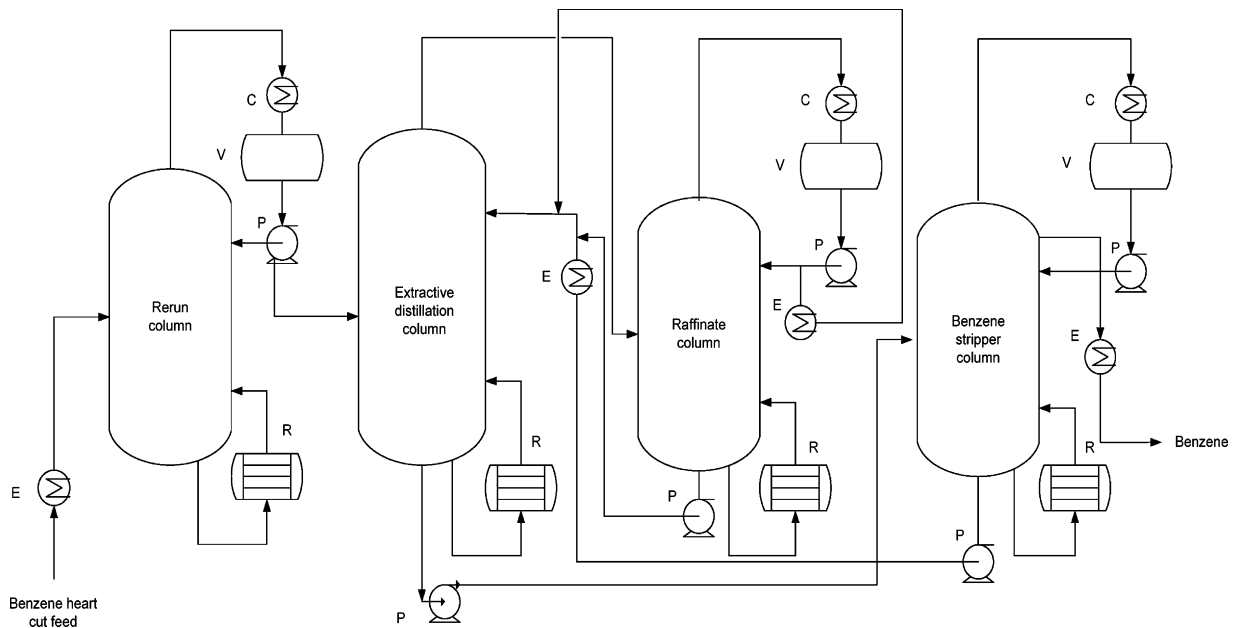 C
V
P
Rerun
column
R
E
Benzene heart
cut feed
Extractive
distillation
column
R
P
E
C
V
P
E
Raffinate
column
R
P
C
V
P
Benzene
stripper
column
E
Benzene
R
P